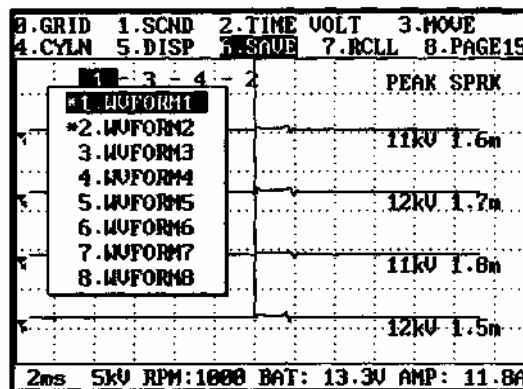 0.GRID 1.SCND 2.TIME VOLT 3.MOVE
4.CYLN 5.DISP 6.SAVE 7.RCLL 8.PAGE15
1 - 3 - 4 - 2
PEAK SPRK
*1.WVFORM1
*2.WVFORM2
3.WVFORM3
4.WVFORM4
5.WVFORM5
6.WVFORM6
7.WVFORM7
8.WVFORM8
11kV 1.6m
12kV 1.7m
11kV 1.8m
12kV 1.5m
2ms 5kV RPM:1000 BAT: 13.3V AMP: 11.8